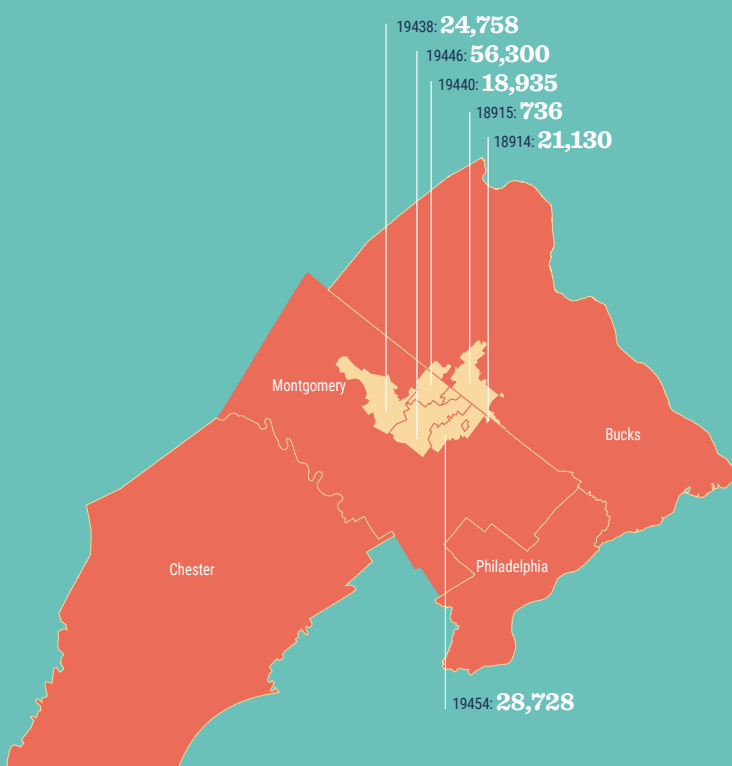 19438: 24,758
19446: 56,300
19440: 18,935
18915: 736
18914: 21,130
Montgomery
Bucks
Chester
Philadelphia
19454: 28,728